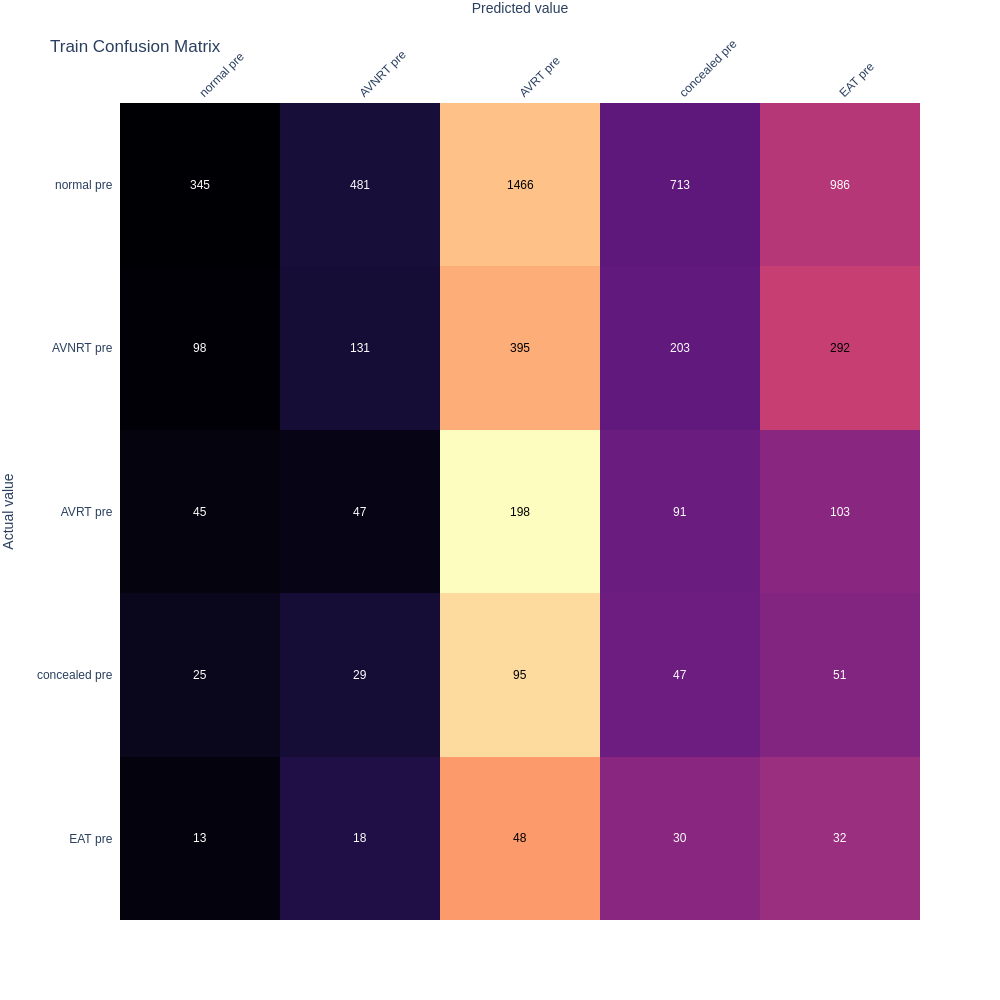 Predicted value
Train Confusion Matrix
normal pre AVNRT pre AVRT pre concealed pre EAT pre
normal pre 345 481 1466 713 986
AVNRT pre 98 131 395 203 292
Actual value
AVRT pre 45 47 198 91 103
concealed pre 25 29 95 47 51
EAT pre 13 18 48 30 32